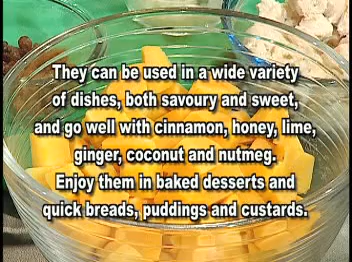 They can be used in a wide variety
of dishes, both savoury and sweet,
and go well with cinnamon, honey, lime,
ginger, coconut and nutmeg.
Enjoy them in baked desserts and
quick breads, puddings and custards.